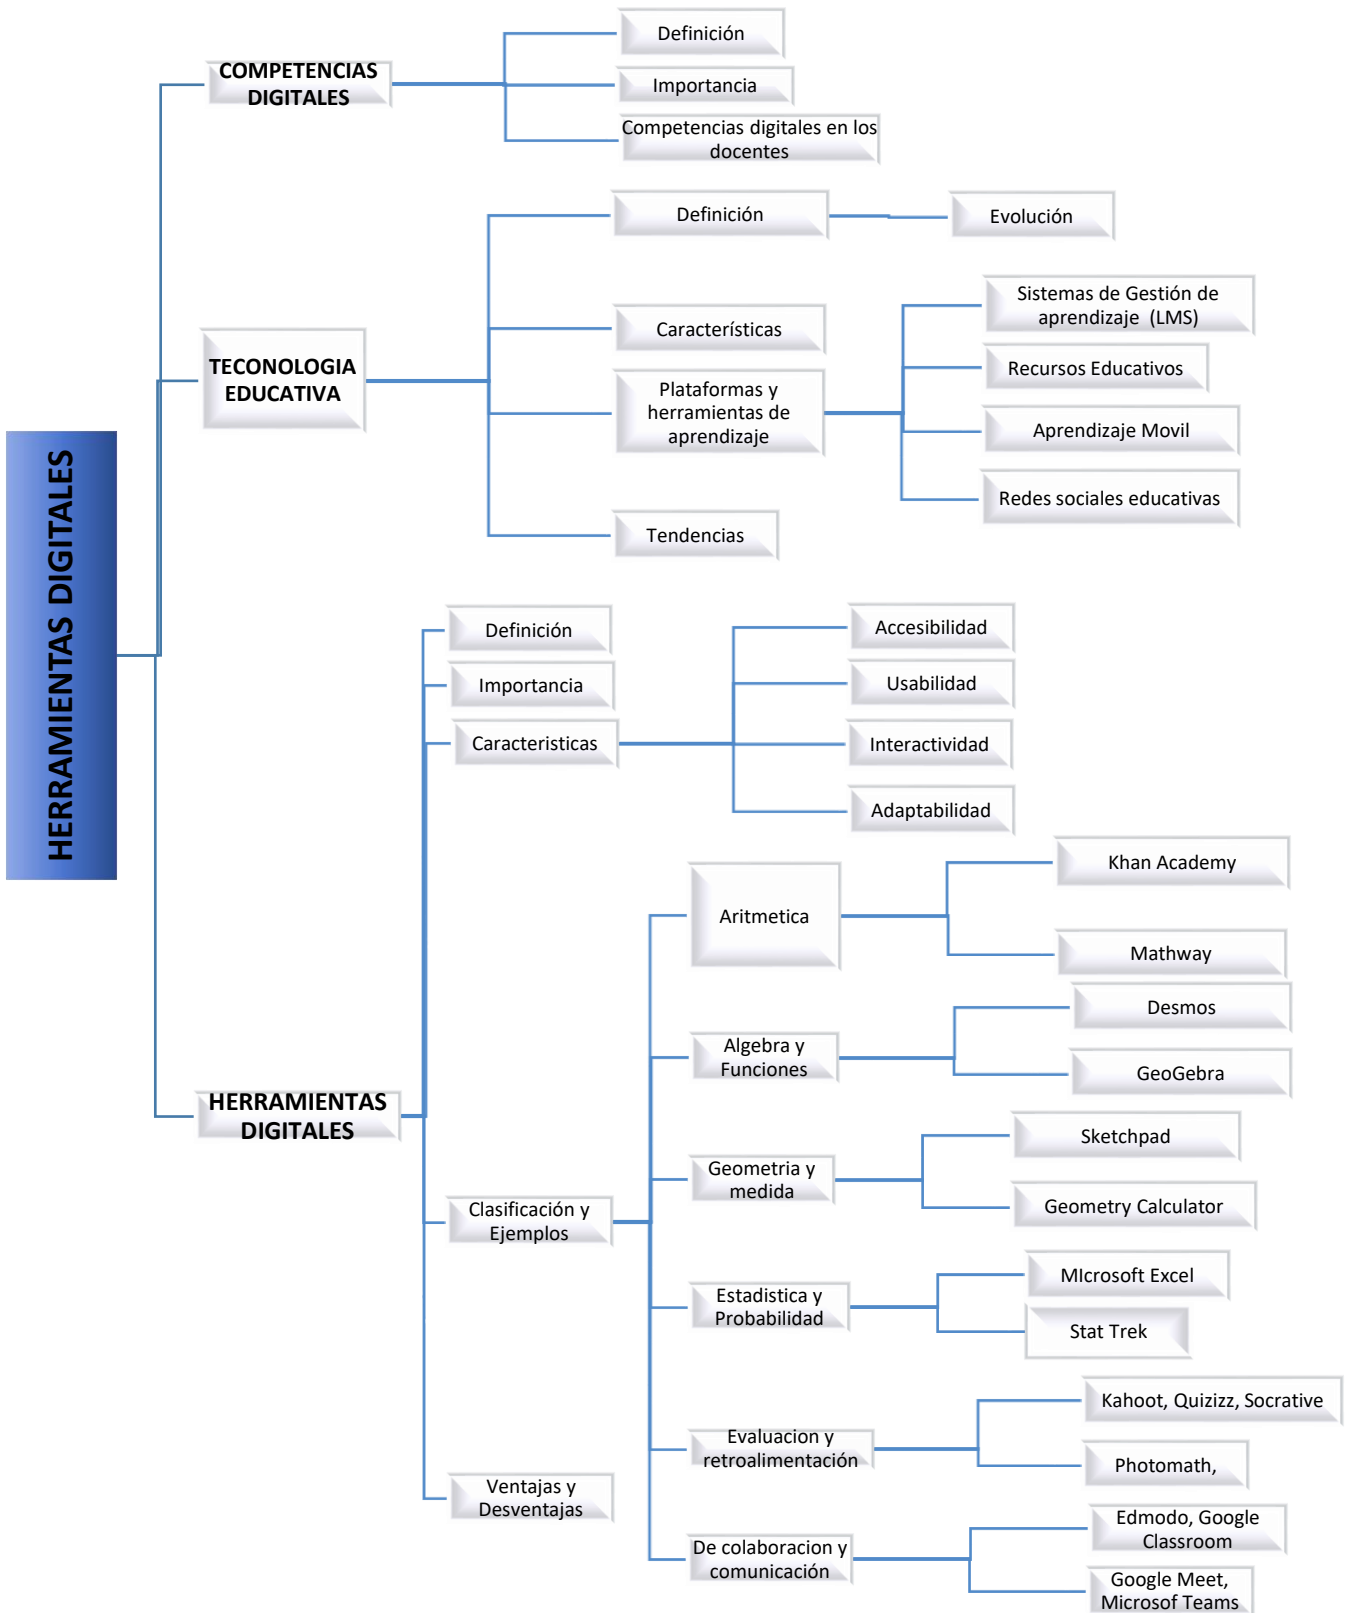 HERRAMIENTAS DIGITALES
COMPETENCIAS
DIGITALES
Definición
Importancia
Competencias digitales en los
docentes
TECONOLOGIA
EDUCATIVA
Definición
Evolución
Característícas
Plataformas y
herramientas de
aprendizaje
Sistemas de Gestión de
aprendizaje (LMS)
Recursos Educativos
Aprendizaje Movil
Redes sociales educativas
Tendencias
HERRAMIENTAS
DIGITALES
Definición
Importancia
Caracteristicas
Accesibilidad
Usabilidad
Interactividad
Adaptabilidad
Clasificación y
Ejemplos
Aritmetica
Khan Academy
Mathway
Algebra y
Funciones
Desmos
GeoGebra
Geometria y
medida
Sketchpad
Geometry Calculator
Estadistica y
Probabilidad
MIcrosoft Excel
Stat Trek
Evaluacion y
retroalimentación
Kahoot, Quizizz, Socrative
Photomath,
De colaboracion y
comunicación
Edmodo, Google
Classroom
Google Meet,
Microsof Teams
Ventajas y
Desventajas